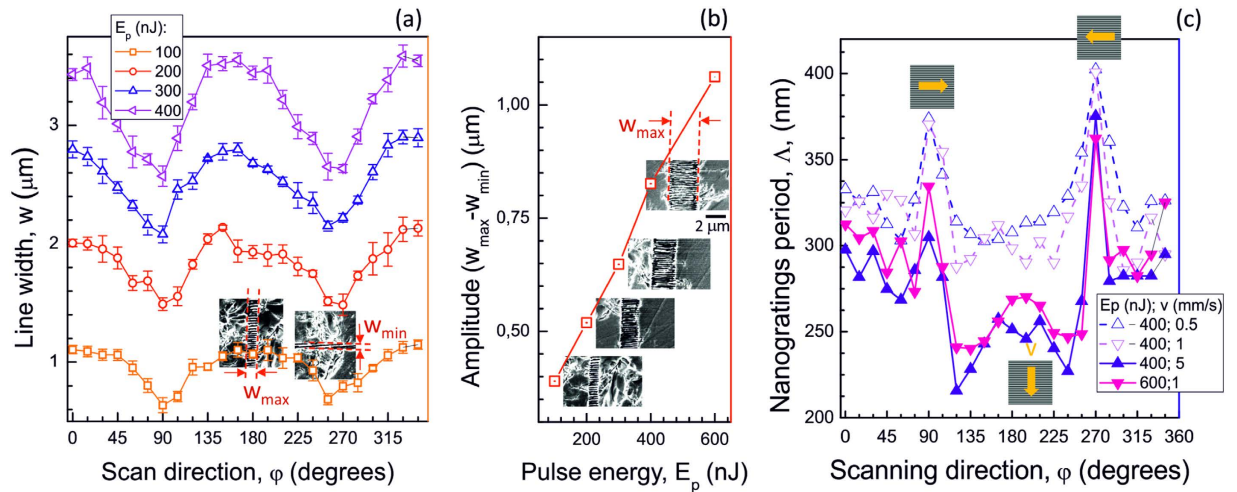 (a)
E_p (nJ):
100
200
300
400
3
2
1
Line width, w (μm)
w_min
w_max
0 45 90 135 180 225 270 315
Scan direction, φ (degrees)
(b)
1,00
0,75
0,50
Amplitude (w_max -w_min) (μm)
w_max
2 μm
200 400 600
Pulse energy, E_p (nJ)
(c)
400
350
300
250
200
Nanogratings period, Λ, (nm)
Ep (nJ); v (mm/s)
400; 0.5
400; 1
400; 5
600;1
v
0 45 90 135 180 225 270 315 360
Scanning direction, φ (degrees)